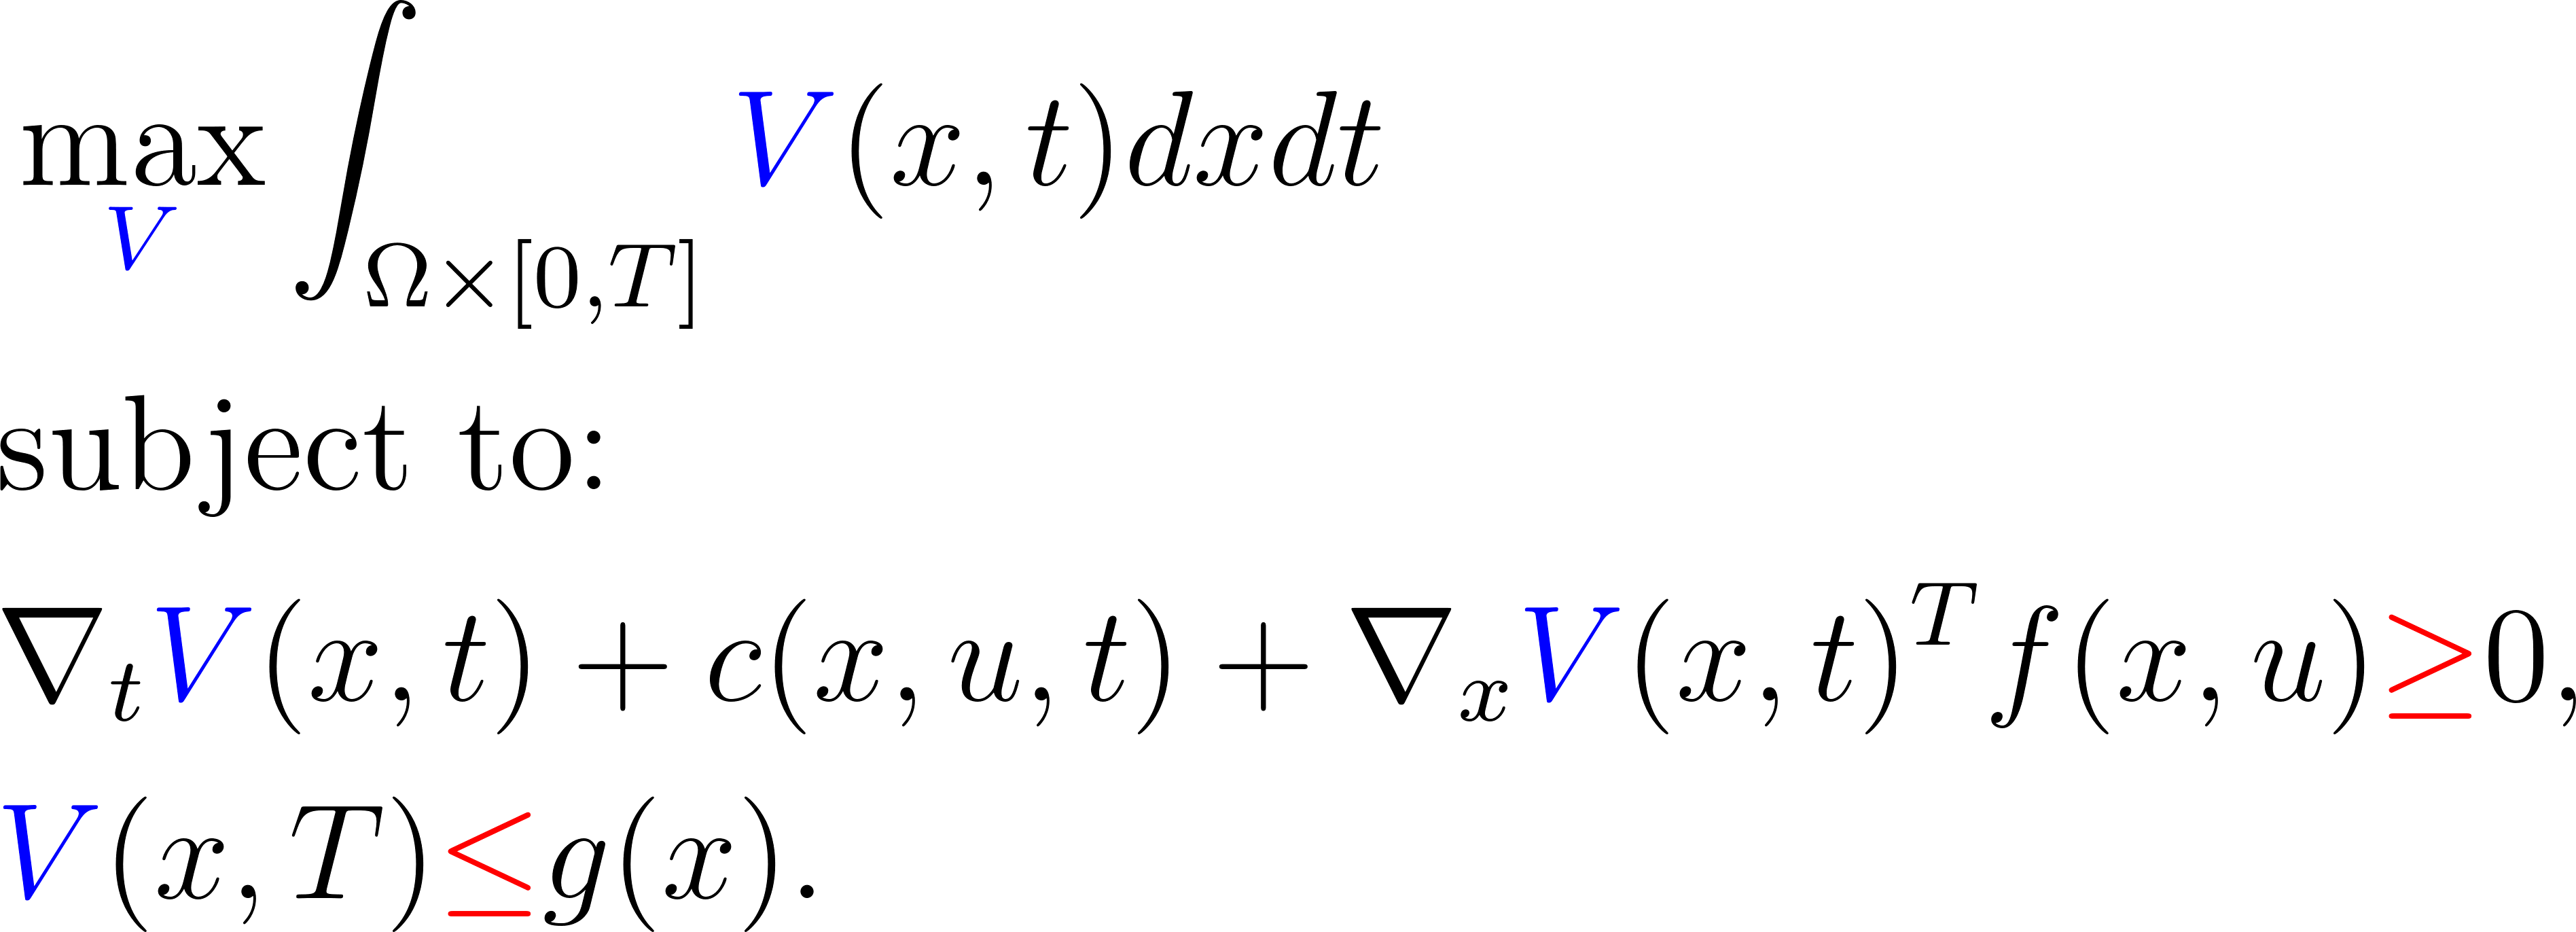 max_V ∫_{Ω×[0,T]} V(x, t)dxdt
subject to:
∇_t V(x, t) + c(x, u, t) + ∇_x V(x, t)^T f(x, u) ≥ 0,
V(x, T) ≤ g(x).